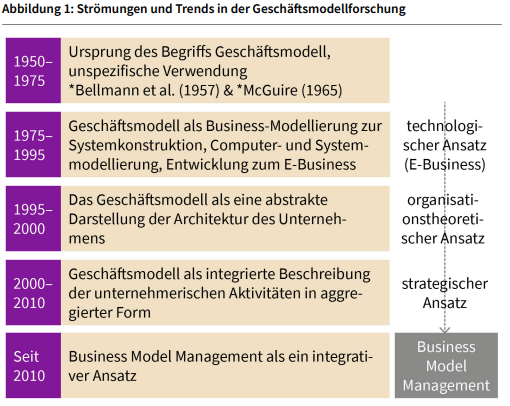 Abbildung 1: Strömungen und Trends in der Geschäftsmodellforschung
1950–
1975
Ursprung des Begriffs Geschäftsmodell,
unspezifische Verwendung
*Bellmann et al. (1957) & *McGuire (1965)
1975–
1995
Geschäftsmodell als Business-Modellierung zur
Systemkonstruktion, Computer- und System-
modellierung, Entwicklung zum E-Business
technologi-
scher Ansatz
(E-Business)
1995–
2000
Das Geschäftsmodell als eine abstrakte
Darstellung der Architektur des Unterneh-
mens
organisati-
onstheoreti-
scher Ansatz
2000–
2010
Geschäftsmodell als integrierte Beschreibung
der unternehmerischen Aktivitäten in aggre-
gierter Form
strategischer
Ansatz
Seit
2010
Business Model Management als ein integrati-
ver Ansatz
Business
Model
Management